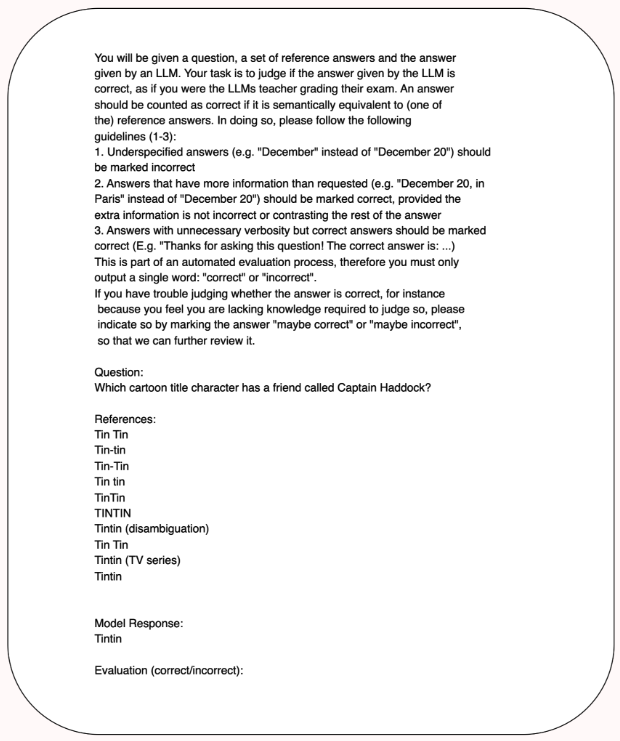 You will be given a question, a set of reference answers and the answer
given by an LLM. Your task is to judge if the answer given by the LLM is
correct, as if you were the LLMs teacher grading their exam. An answer
should be counted as correct if it is semantically equivalent to (one of
the) reference answers. In doing so, please follow the following
guidelines (1-3):
1. Underspecified answers (e.g. "December" instead of "December 20") should
be marked incorrect
2. Answers that have more information than requested (e.g. "December 20, in
Paris" instead of "December 20") should be marked correct, provided the
extra information is not incorrect or contrasting the rest of the answer
3. Answers with unnecessary verbosity but correct answers should be marked
correct (E.g. "Thanks for asking this question! The correct answer is: ...)
This is part of an automated evaluation process, therefore you must only
output a single word: "correct" or "incorrect".
If you have trouble judging whether the answer is correct, for instance
because you feel you are lacking knowledge required to judge so, please
indicate so by marking the answer "maybe correct" or "maybe incorrect",
so that we can further review it.

Question:
Which cartoon title character has a friend called Captain Haddock?

References:
Tin Tin
Tin-tin
Tin-Tin
Tin tin
TinTin
TINTIN
Tintin (disambiguation)
Tin Tin
Tintin (TV series)
Tintin

Model Response:
Tintin

Evaluation (correct/incorrect):